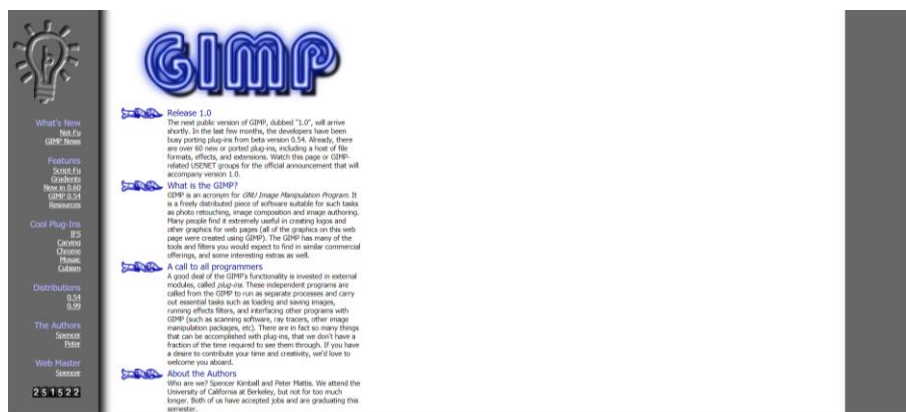 GIMP
What's New
Net-Fu
GIMP News
Features
Script-Fu
Gradients
New in 0.60
GIMP 0.54
Resources
Cool Plug-Ins
IFS
Carving
Chrome
Mosaic
Cubism
Distributions
0.54
0.99
The Authors
Spencer
Peter
Web Master
Spencer
251522
Release 1.0
The next public version of GIMP, dubbed "1.0", will arrive
shortly. In the last few months, the developers have been
busy porting plug-ins from beta version 0.54. Already, there
are over 60 new or ported plug-ins, including a host of file
formats, effects, and extensions. Watch this page or GIMP-
related USENET groups for the official announcement that will
accompany version 1.0.
What is the GIMP?
GIMP is an acronym for GNU Image Manipulation Program. It
is a freely distributed piece of software suitable for such tasks
as photo retouching, image composition and image authoring.
Many people find it extremely useful in creating logos and
other graphics for web pages (all of the graphics on this web
page were created using GIMP). The GIMP has many of the
tools and filters you would expect to find in similar commercial
offerings, and some interesting extras as well.
A call to all programmers
A good deal of the GIMP's functionality is invested in external
modules, called plug-ins. These independent programs are
called from the GIMP to run as separate processes and carry
out essential tasks such as loading and saving images,
running effects filters, and interfacing other programs with
GIMP (such as scanning software, ray tracers, other image
manipulation packages, etc). There are in fact so many things
that can be accomplished with plug-ins, that we don't have a
fraction of the time required to see them through. If you have
a desire to contribute your time and creativity, we'd love to
welcome you aboard.
About the Authors
Who are we? Spencer Kimball and Peter Mattis. We attend the
University of California at Berkeley, but not for too much
longer. Both of us have accepted jobs and are graduating this
semester.